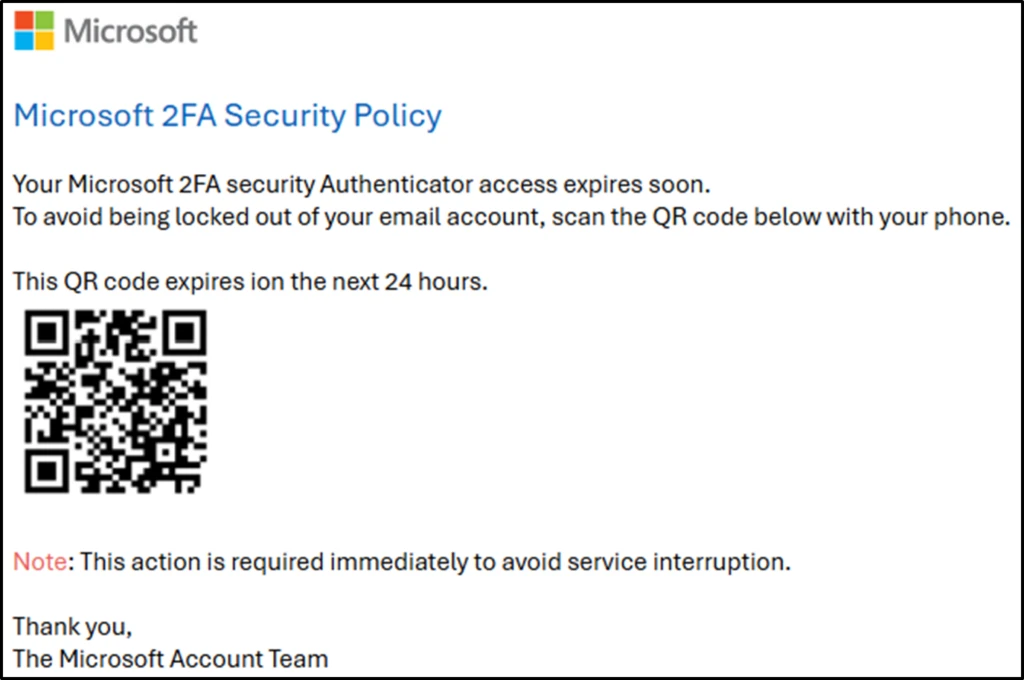 Microsoft
Microsoft 2FA Security Policy
Your Microsoft 2FA security Authenticator access expires soon.
To avoid being locked out of your email account, scan the QR code below with your phone.
This QR code expires ion the next 24 hours.
Note: This action is required immediately to avoid service interruption.
Thank you,
The Microsoft Account Team